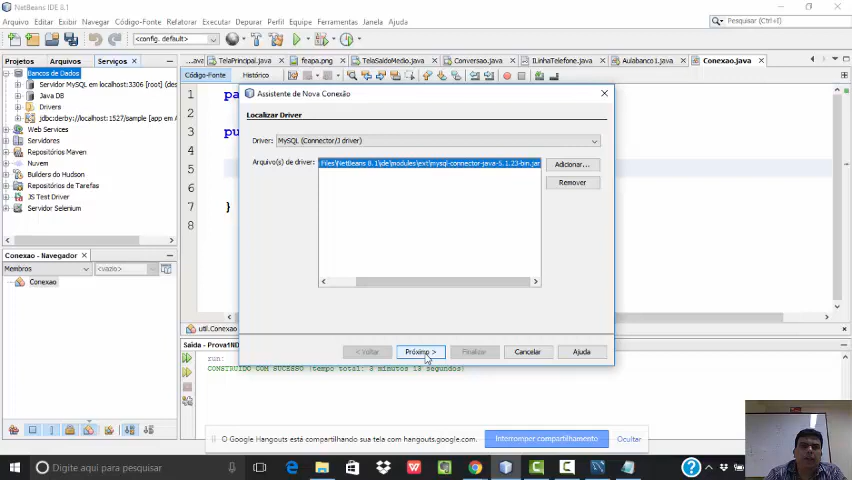 NetBeans IDE 8.1
Arquivo Editar Exibir Navegar Código-Fonte Refatorar Executar Depurar Perfil Equipe Ferramentas Janela Ajuda
Pesquisar (Ctrl+I)
<config. default>
Projetos Arquivos Serviços
...ava TelaPrincipal.java feapa.png TelaSaldoMedio.java Conversao.java ILinhaTelefone.java Aulabanco1.java Conexao.java
Código-Fonte Histórico
Bancos de Dados
Servidor MySQL em localhost:3306 [root] (des
Java DB
Drivers
jdbc:derby://localhost:1527/sample [app em A
Web Services
Servidores
Repositórios Maven
Nuvem
Builders do Hudson
Repositórios de Tarefas
JS Test Driver
Servidor Selenium
Conexao - Navegador
Membros <vazio>
Conexao
1 pa
2
3 pu
4
5
6 }
7
8
Assistente de Nova Conexão
Localizar Driver
Driver: MySQL (Connector/J driver)
Arquivo(s) de driver: Files\NetBeans 8.1\ide\modules\ext\mysql-connector-java-5.1.23-bin.jar
Adicionar...
Remover
< Voltar Próximo > Finalizar Cancelar Ajuda
util.Conexao
Saída - Prova1ND
run:
CONSTRUÍDO COM SUCESSO (tempo total: 3 minutos 13 segundos)
O Google Hangouts está compartilhando sua tela com hangouts.google.com. Interromper compartilhamento Ocultar
Digite aqui para pesquisar